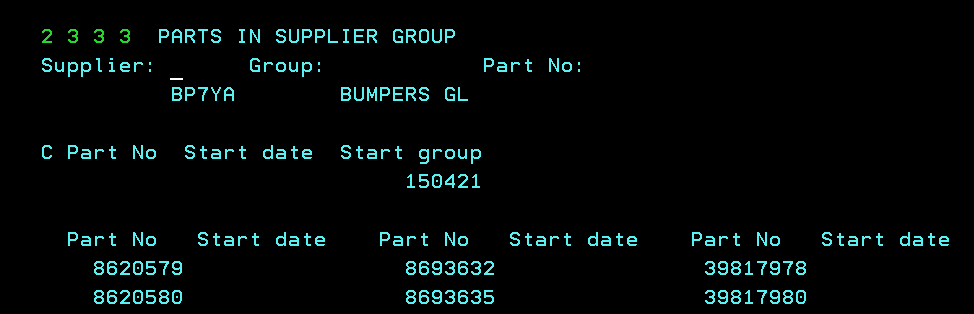 2 3 3 3 PARTS IN SUPPLIER GROUP
Supplier: _ Group: Part No:
BP7YA BUMPERS GL
C Part No Start date Start group
150421
Part No Start date Part No Start date Part No Start date
8620579 8693632 39817978
8620580 8693635 39817980